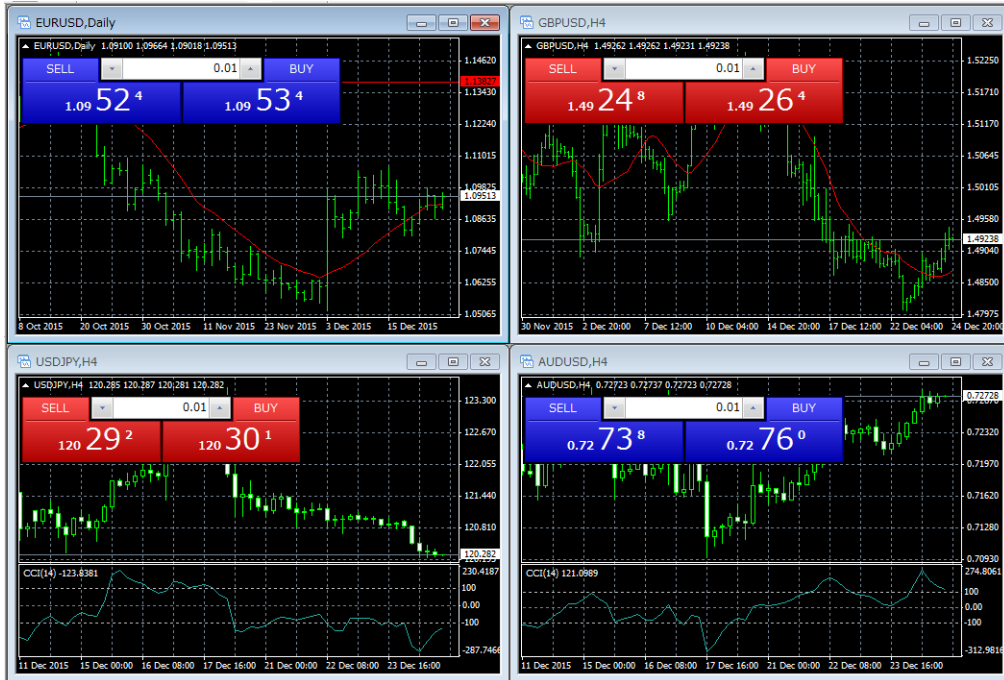 EURUSD,Daily
EURUSD,Daily 1.09100 1.09664 1.09018 1.09513
SELL 0.01 BUY
1.09 52 4 1.09 53 4
1.14620
1.13827
1.13430
1.12240
1.11015
1.09825
1.09513
1.08635
1.07445
1.06255
1.05065
8 Oct 2015 20 Oct 2015 30 Oct 2015 11 Nov 2015 23 Nov 2015 3 Dec 2015 15 Dec 2015
GBPUSD,H4
GBPUSD,H4 1.49262 1.49262 1.49231 1.49238
SELL 0.01 BUY
1.49 24 8 1.49 26 4
1.52250
1.51710
1.51170
1.50645
1.50105
1.49580
1.49238
1.49040
1.48500
1.47975
30 Nov 2015 2 Dec 20:00 7 Dec 12:00 10 Dec 04:00 14 Dec 20:00 17 Dec 12:00 22 Dec 04:00 24 Dec 20:00
USDJPY,H4
USDJPY,H4 120.285 120.287 120.281 120.282
SELL 0.01 BUY
120 29 2 120 30 1
123.300
122.670
122.055
121.440
120.810
120.282
CCI(14) -123.8381
230.4187
100
0.00
-100
-287.7466
11 Dec 2015 15 Dec 00:00 16 Dec 08:00 17 Dec 16:00 21 Dec 00:00 22 Dec 08:00 23 Dec 16:00
AUDUSD,H4
AUDUSD,H4 0.72723 0.72737 0.72723 0.72728
SELL 0.01 BUY
0.72 73 8 0.72 76 0
0.72728
0.72320
0.71970
0.71620
0.71280
0.70930
CCI(14) 121.0989
274.8061
100
0.00
-100
-312.9816
11 Dec 2015 15 Dec 00:00 16 Dec 08:00 17 Dec 16:00 21 Dec 00:00 22 Dec 08:00 23 Dec 16:00